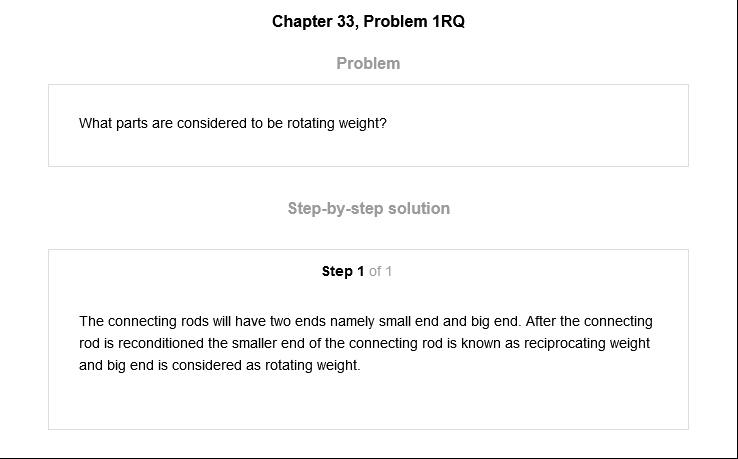 Chapter 33, Problem 1RQ
Problem
What parts are considered to be rotating weight?
Step-by-step solution
Step 1 of 1
The connecting rods will have two ends namely small end and big end. After the connecting
rod is reconditioned the smaller end of the connecting rod is known as reciprocating weight
and big end is considered as rotating weight.